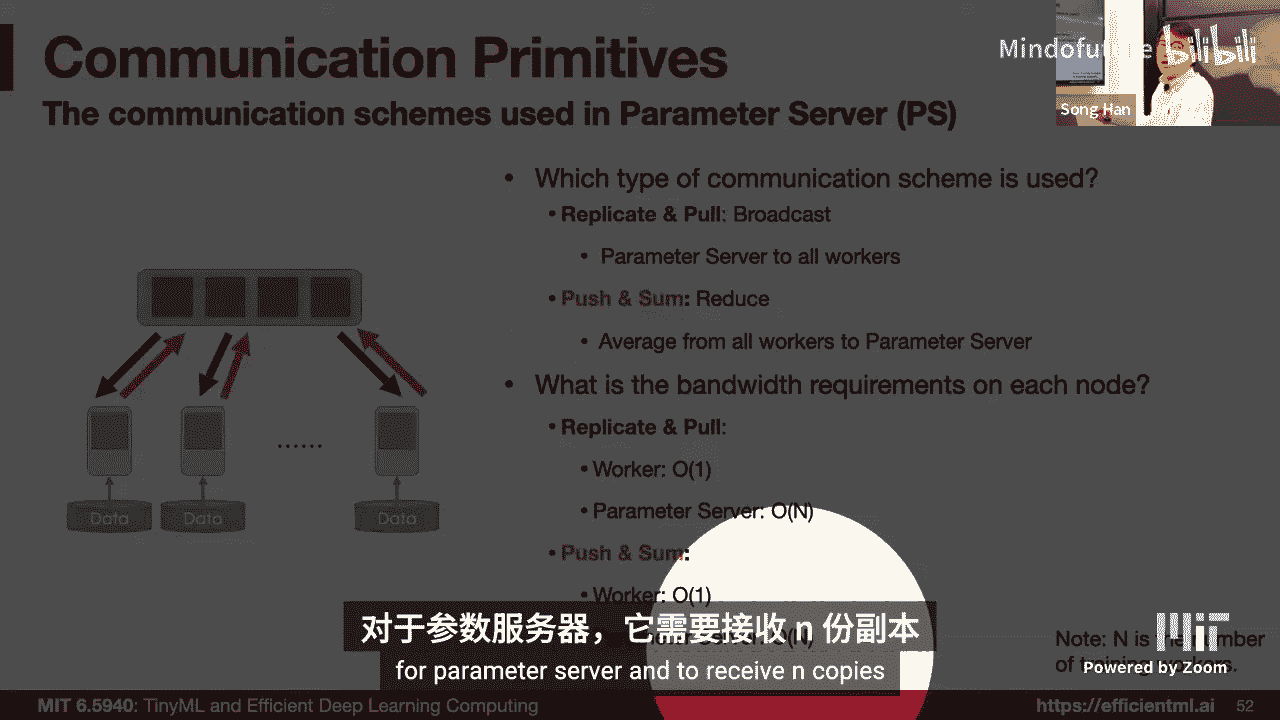 Communication Primitives
The communication schemes used in Parameter Server (PS)
Mindofuture bilibili
Song Han
• Which type of communication scheme is used?
• Replicate & Pull: Broadcast
• Parameter Server to all workers
• Push & Sum: Reduce
• Average from all workers to Parameter Server
• What is the bandwidth requirements on each node?
• Replicate & Pull:
• Worker: O(1)
• Parameter Server: O(N)
• Push & Sum:
• Worker: O(1)
Data Data Data
对于参数服务器，它需要接收 n 份副本
for parameter server and to receive n copies
Note: N is the number
of
MIT
Powered by Zoom
MIT 6.5940: TinyML and Efficient Deep Learning Computing
https://efficientml.ai 52